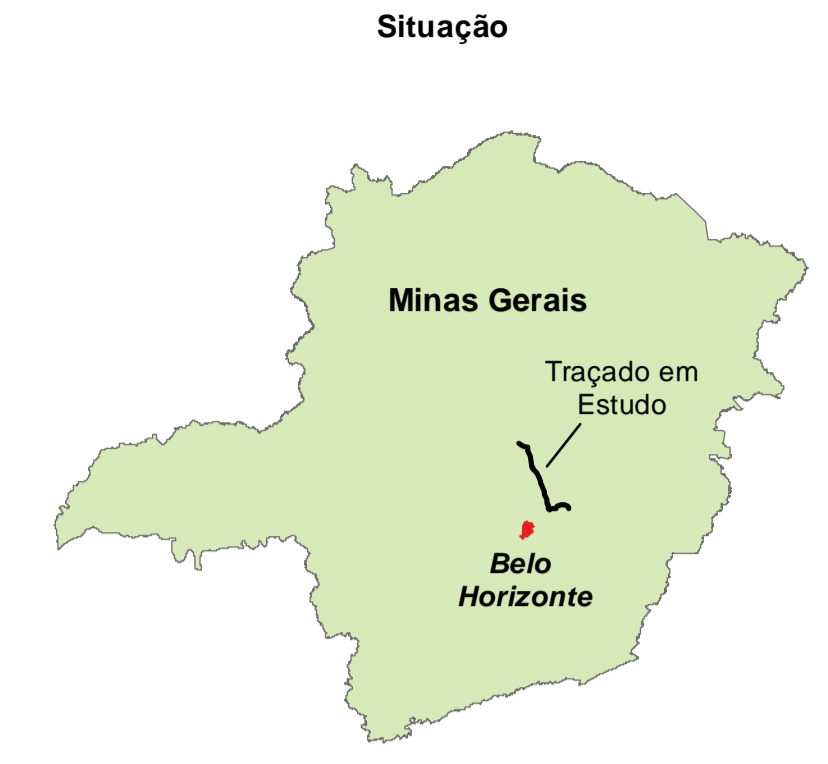 Situação
Minas Gerais
Traçado em
Estudo
Belo
Horizonte